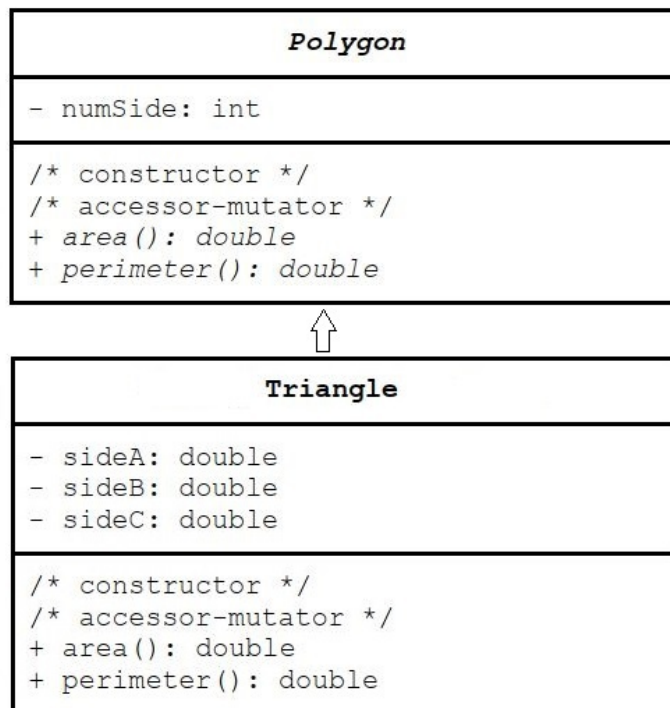 Polygon
- numSide: int
/* constructor */
/* accessor-mutator */
+ area(): double
+ perimeter(): double
Triangle
- sideA: double
- sideB: double
- sideC: double
/* constructor */
/* accessor-mutator */
+ area(): double
+ perimeter(): double